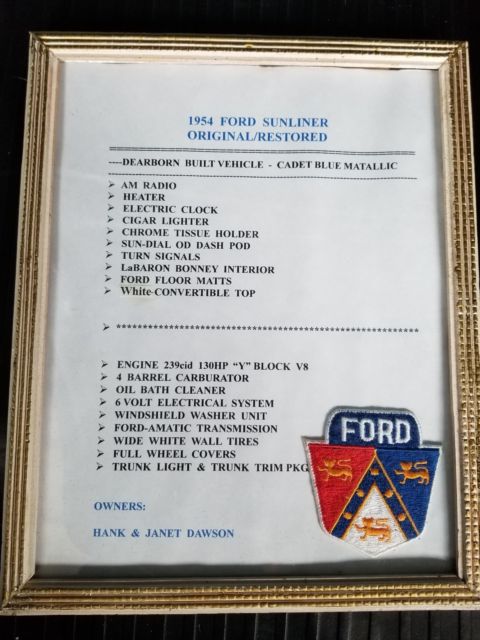 1954 FORD SUNLINER
ORIGINAL/RESTORED
----DEARBORN BUILT VEHICLE - CADET BLUE MATALLIC
➢ AM RADIO
➢ HEATER
➢ ELECTRIC CLOCK
➢ CIGAR LIGHTER
➢ CHROME TISSUE HOLDER
➢ SUN-DIAL OD DASH POD
➢ TURN SIGNALS
➢ LaBARON BONNEY INTERIOR
➢ FORD FLOOR MATTS
➢ White CONVERTIBLE TOP
➢ **************************************************
➢ ENGINE 239cid 130HP “Y” BLOCK V8
➢ 4 BARREL CARBURATOR
➢ OIL BATH CLEANER
➢ 6 VOLT ELECTRICAL SYSTEM
➢ WINDSHIELD WASHER UNIT
➢ FORD-AMATIC TRANSMISSION
➢ WIDE WHITE WALL TIRES
➢ FULL WHEEL COVERS
➢ TRUNK LIGHT & TRUNK TRIM PKG
FORD
OWNERS:
HANK & JANET DAWSON